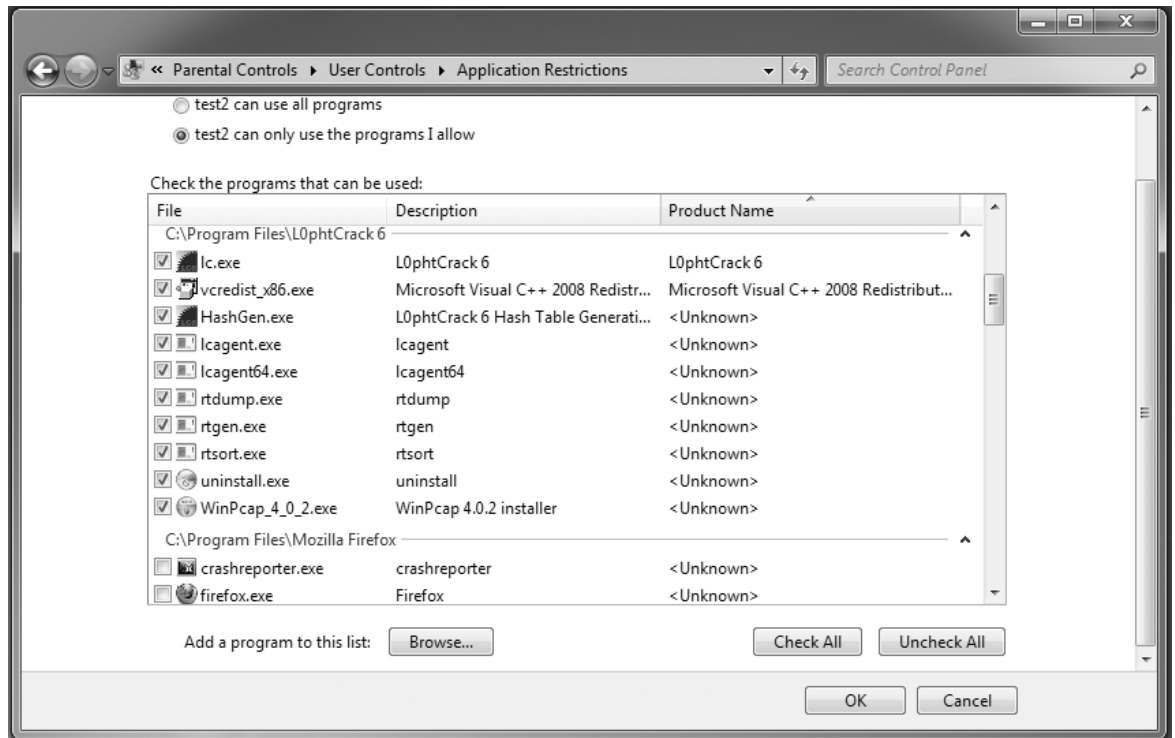 « Parental Controls ▸ User Controls ▸ Application Restrictions Search Control Panel
test2 can use all programs
test2 can only use the programs I allow
Check the programs that can be used:
File Description Product Name
C:\Program Files\L0phtCrack 6
lc.exe L0phtCrack 6 L0phtCrack 6
vcredist_x86.exe Microsoft Visual C++ 2008 Redistr... Microsoft Visual C++ 2008 Redistribut...
HashGen.exe L0phtCrack 6 Hash Table Generati... <Unknown>
lcagent.exe lcagent <Unknown>
lcagent64.exe lcagent64 <Unknown>
rtdump.exe rtdump <Unknown>
rtgen.exe rtgen <Unknown>
rtsort.exe rtsort <Unknown>
uninstall.exe uninstall <Unknown>
WinPcap_4_0_2.exe WinPcap 4.0.2 installer <Unknown>
C:\Program Files\Mozilla Firefox
crashreporter.exe crashreporter <Unknown>
firefox.exe Firefox <Unknown>
Add a program to this list: Browse... Check All Uncheck All
OK Cancel